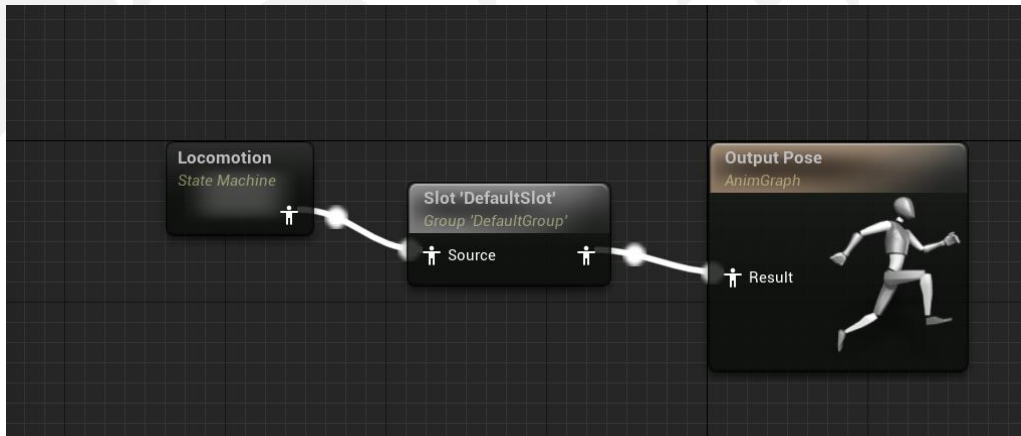 Locomotion
State Machine
Slot 'DefaultSlot'
Group 'DefaultGroup'
Source
Output Pose
AnimGraph
Result